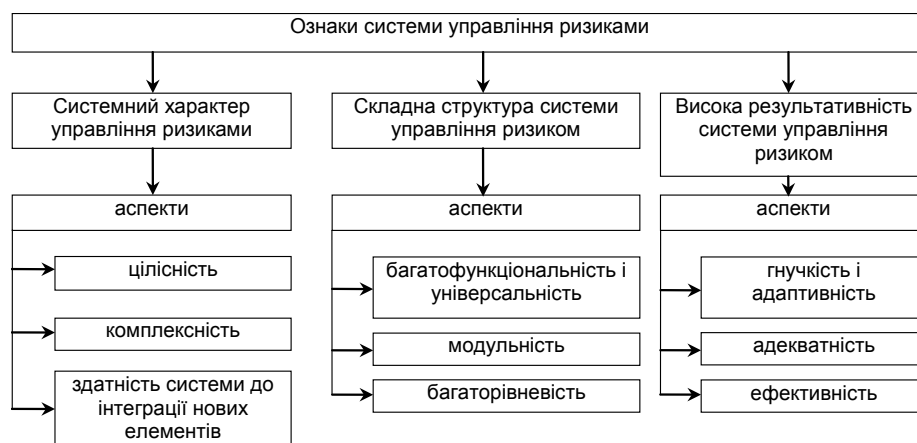 Ознаки системи управління ризиками
Системний характер
управління ризиками
Складна структура системи
управління ризиком
Висока результативність
системи управління
ризиком
аспекти
аспекти
аспекти
цілісність
комплексність
здатність системи до
інтеграції нових
елементів
багатофункціональність і
універсальність
модульність
багаторівневість
гнучкість і
адаптивність
адекватність
ефективність